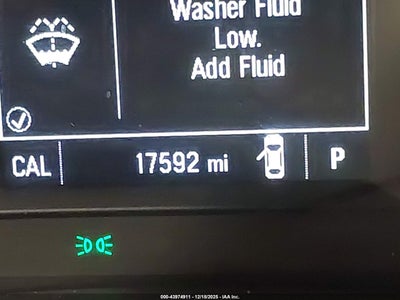 Washer Fluid
Low.
Add Fluid
CAL 17592 mi P
000-43974911 - 12/18/2025 - IAA Inc.